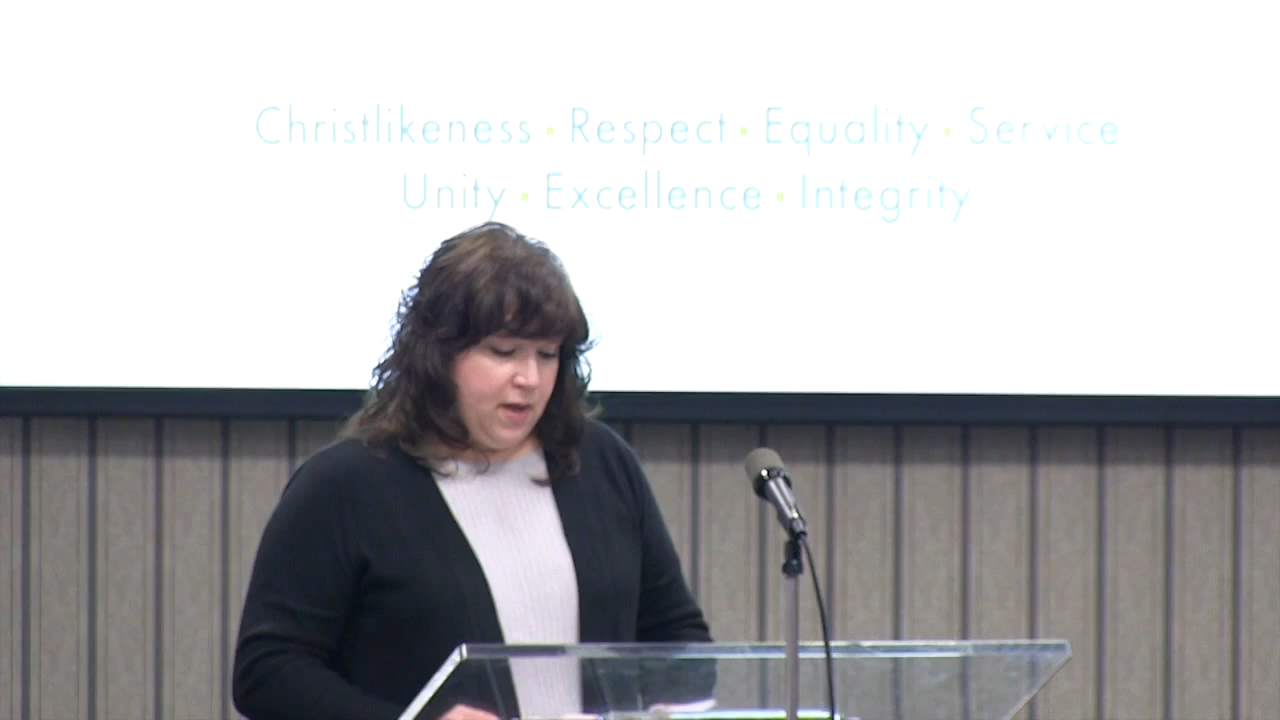 Christlikeness • Respect • Equality • Service
Unity • Excellence • Integrity